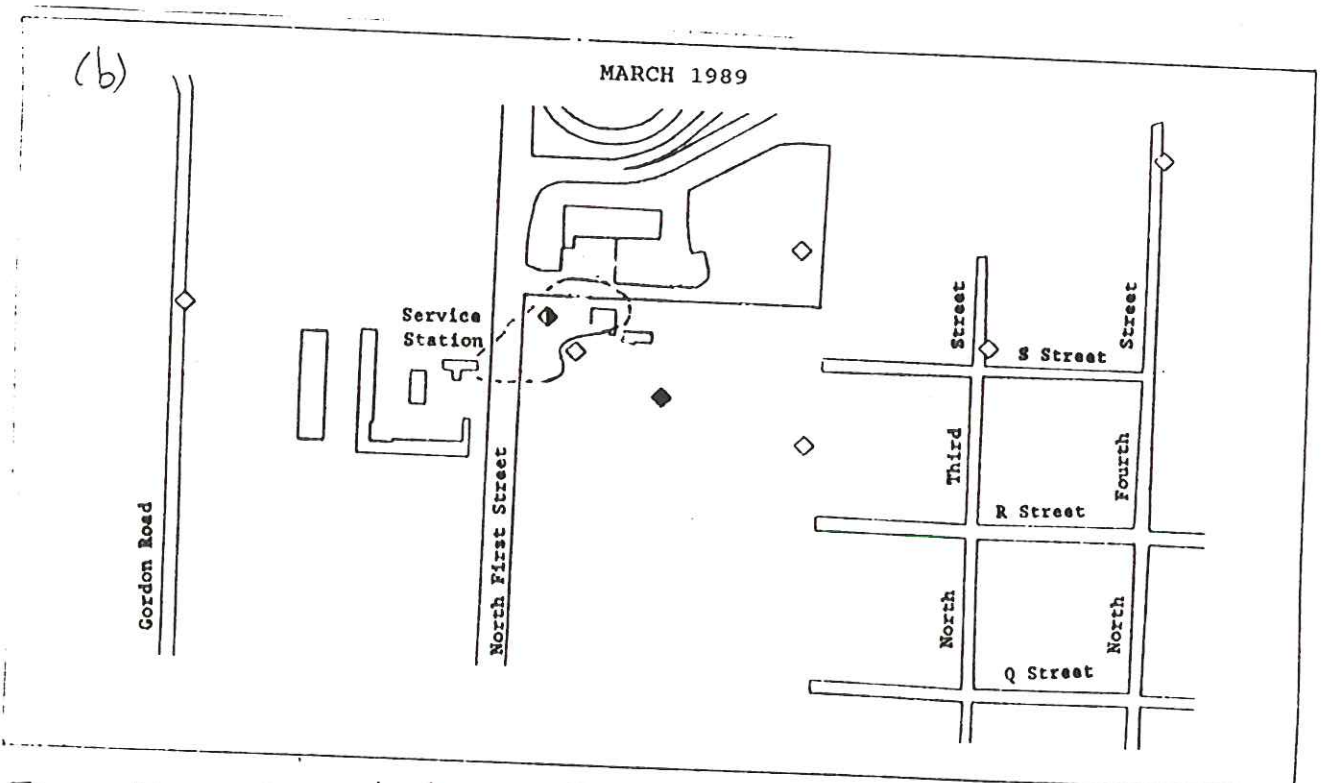 (b)
MARCH 1989
Service
Station
Gordon Road
North First Street
Street
Third
North
Street
Fourth
North
S Street
R Street
Q Street